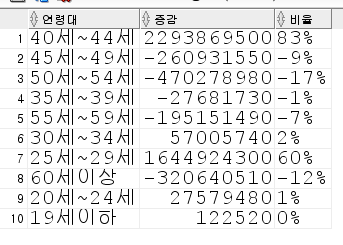 연령대 증감 비율
1 40세~44세 2293869500 83%
2 45세~49세 -260931550 -9%
3 50세~54세 -470278980 -17%
4 35세~39세 -27681730 -1%
5 55세~59세 -195151490 -7%
6 30세~34세 57005740 2%
7 25세~29세 1644924300 60%
8 60세이상 -320640510 -12%
9 20세~24세 27579480 1%
10 19세이하 122520 0%